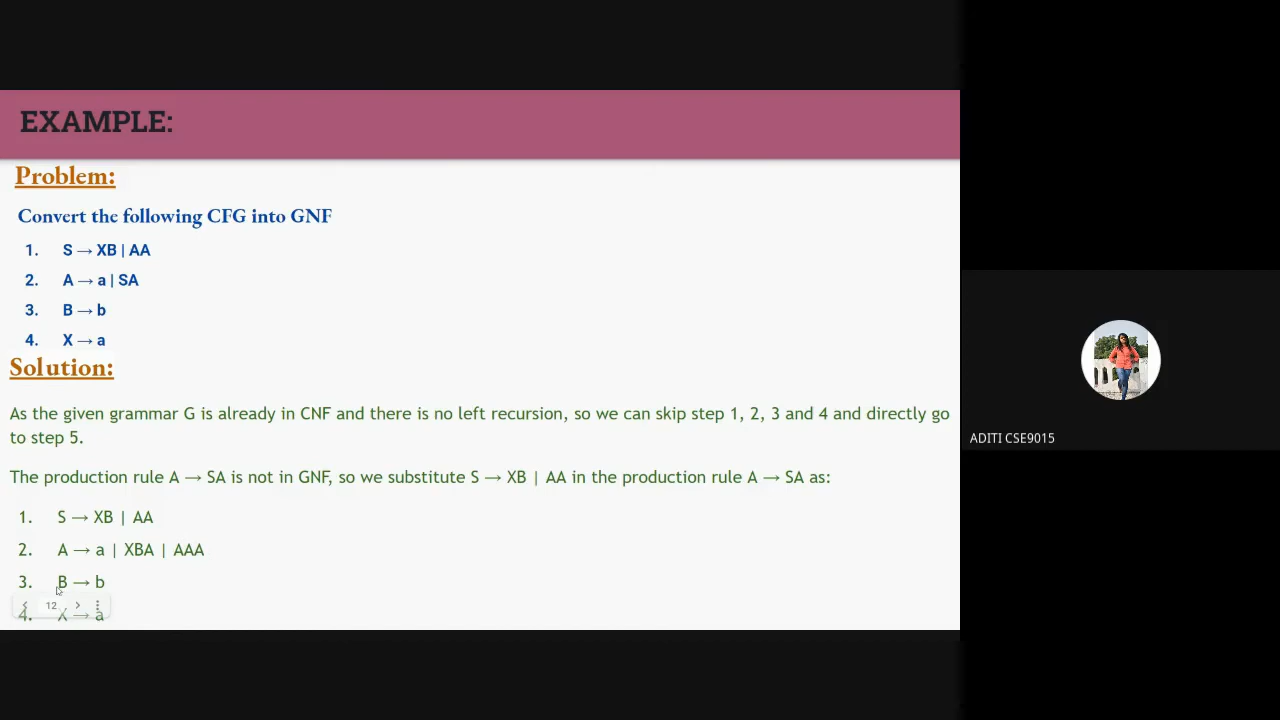 EXAMPLE:
Problem:
Convert the following CFG into GNF
1. S → XB | AA
2. A → a | SA
3. B → b
4. X → a
Solution:
As the given grammar G is already in CNF and there is no left recursion, so we can skip step 1, 2, 3 and 4 and directly go
to step 5.
The production rule A → SA is not in GNF, so we substitute S → XB | AA in the production rule A → SA as:
1. S → XB | AA
2. A → a | XBA | AAA
3. B → b
4. X → a
12
ADITI CSE9015